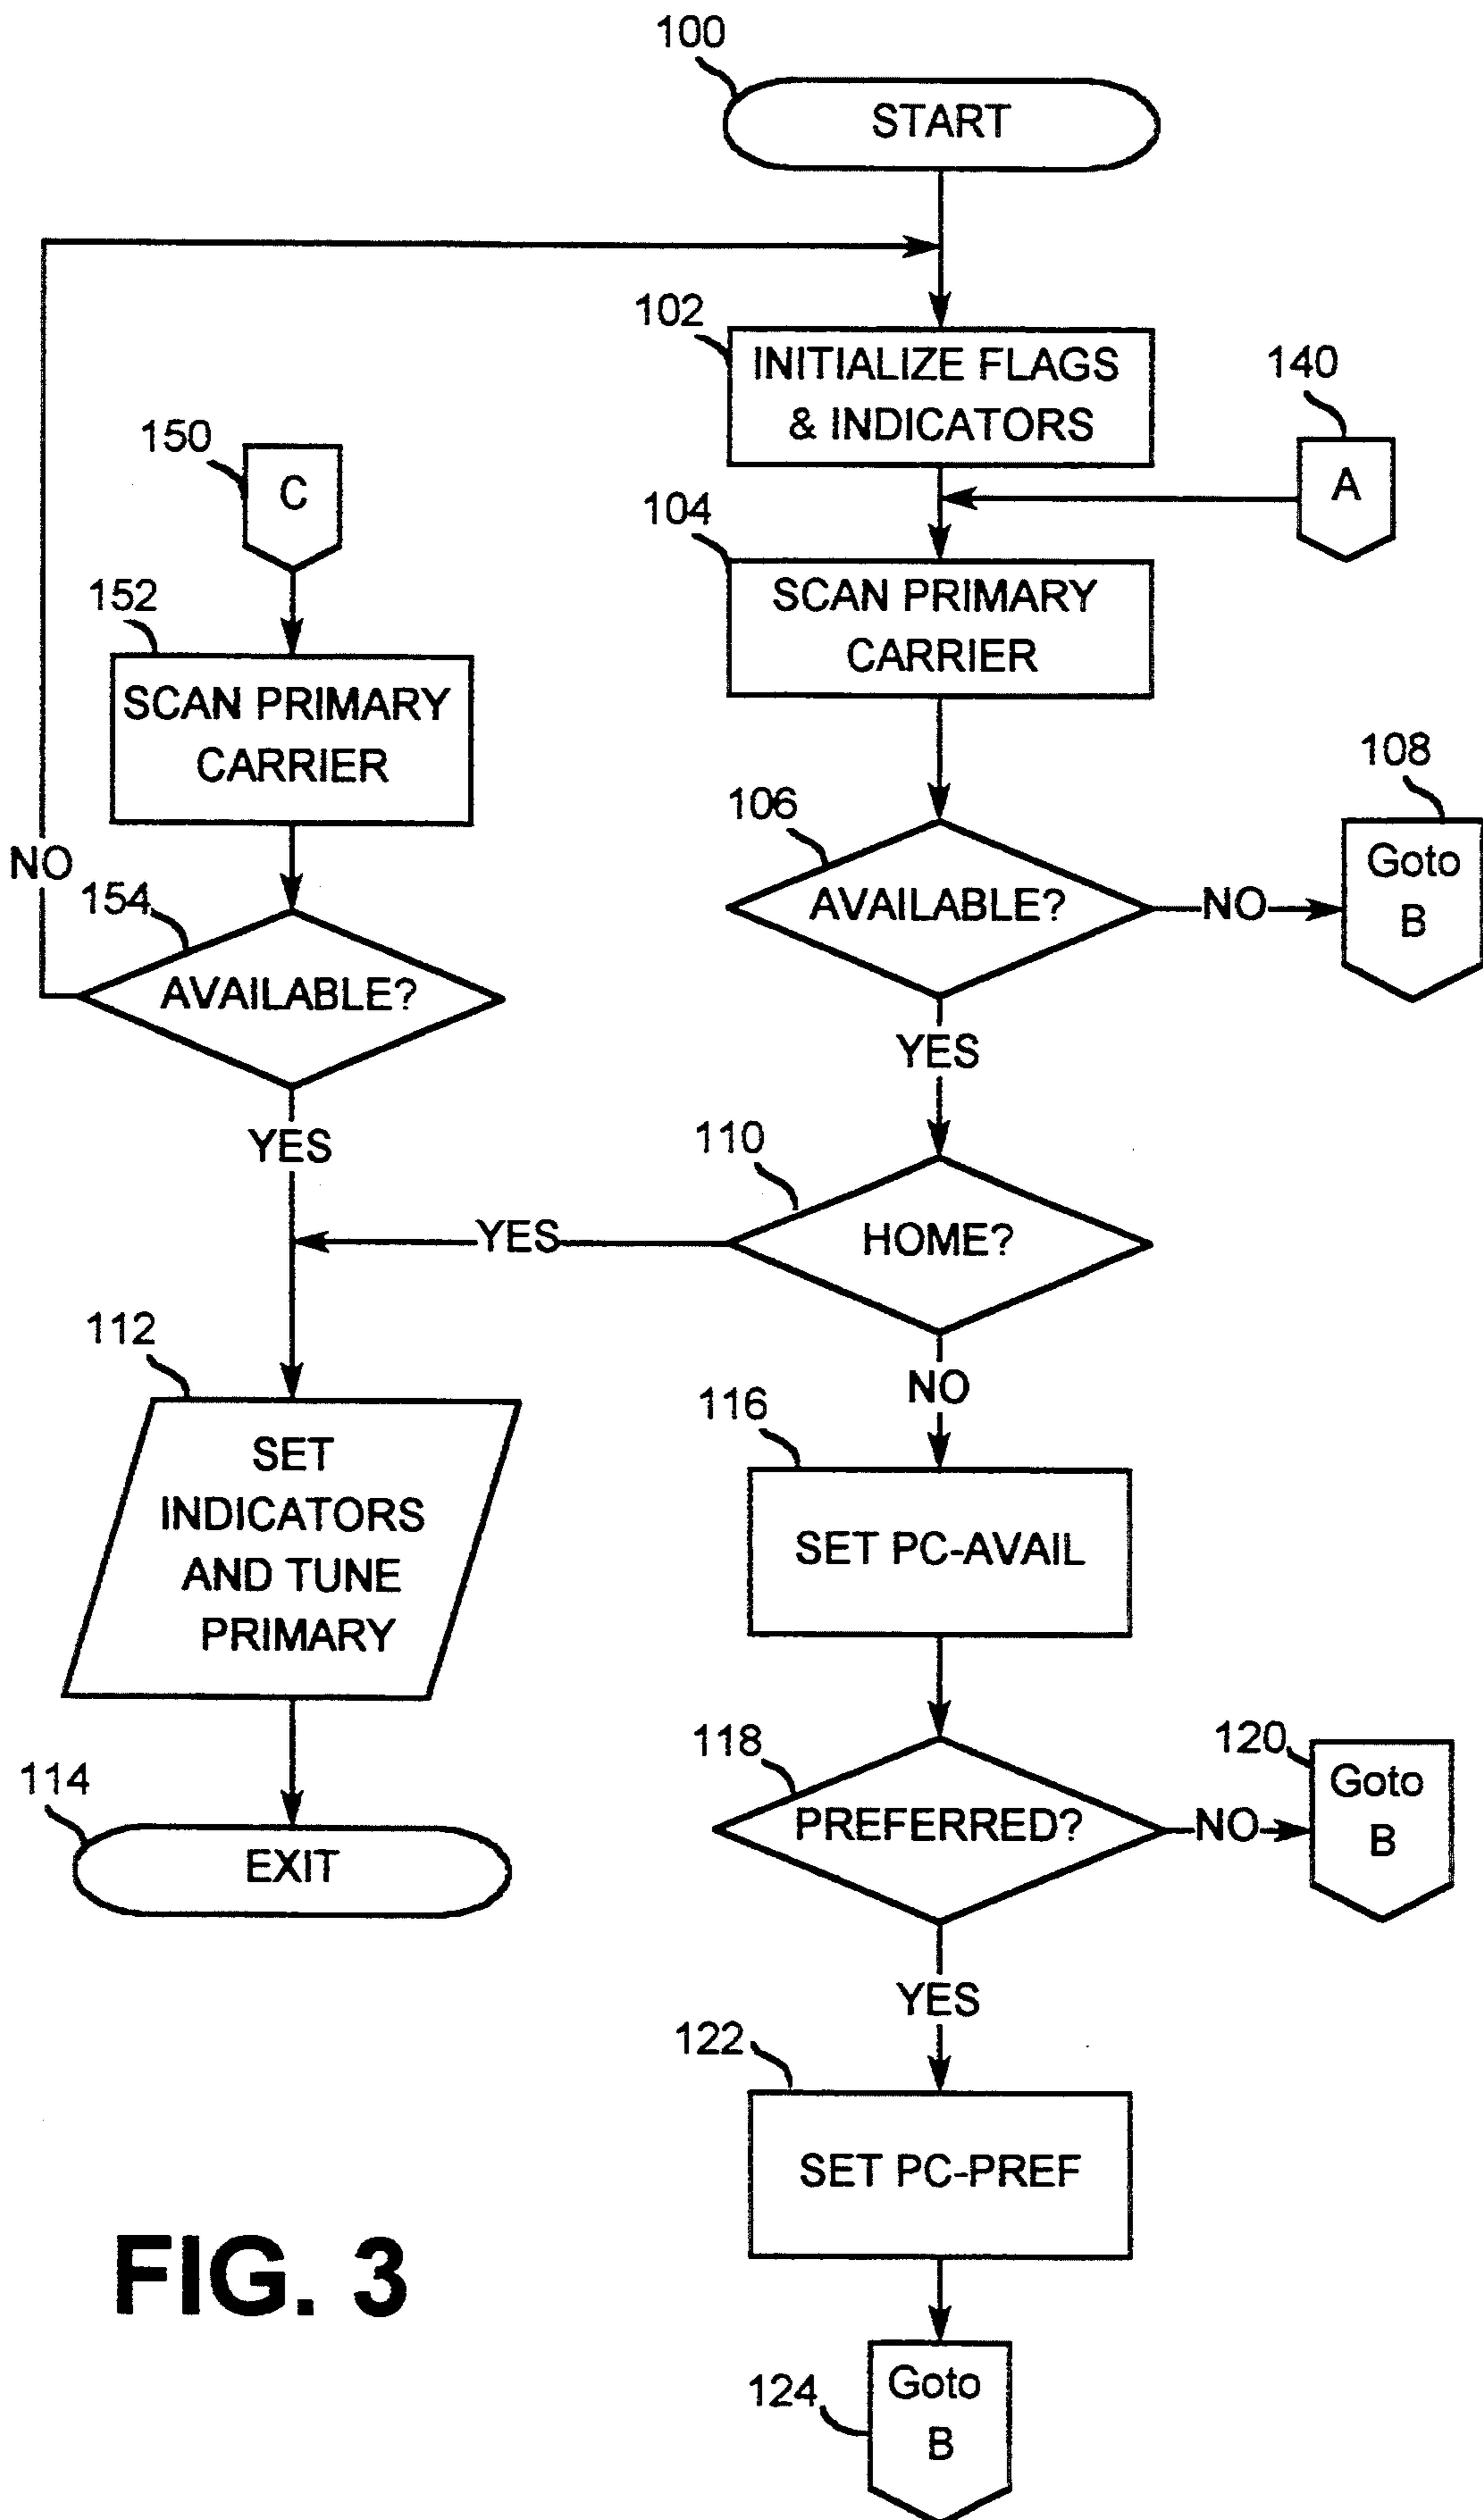 100
START
102
INITIALIZE FLAGS
& INDICATORS
140
A
150
C
104
SCAN PRIMARY
CARRIER
152
SCAN PRIMARY
CARRIER
108
Goto
B
106
AVAILABLE?
NO
NO
154
AVAILABLE?
YES
YES
110
HOME?
YES
112
SET
INDICATORS
AND TUNE
PRIMARY
NO
116
SET PC-AVAIL
118
PREFERRED?
NO
120
Goto
B
114
EXIT
YES
122
SET PC-PREF
FIG. 3
124
Goto
B